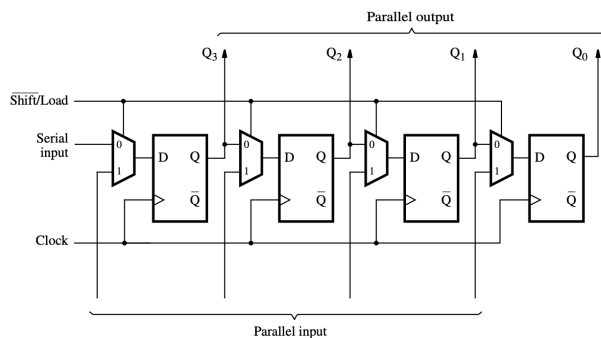 Parallel output
Q3 Q2 Q1 Q0
S̅h̅i̅f̅t̅/Load
Serial
input
0 0 0 0
D Q D Q D Q D Q
1 1 1 1
Q̅ Q̅ Q̅ Q̅
Clock
Parallel input